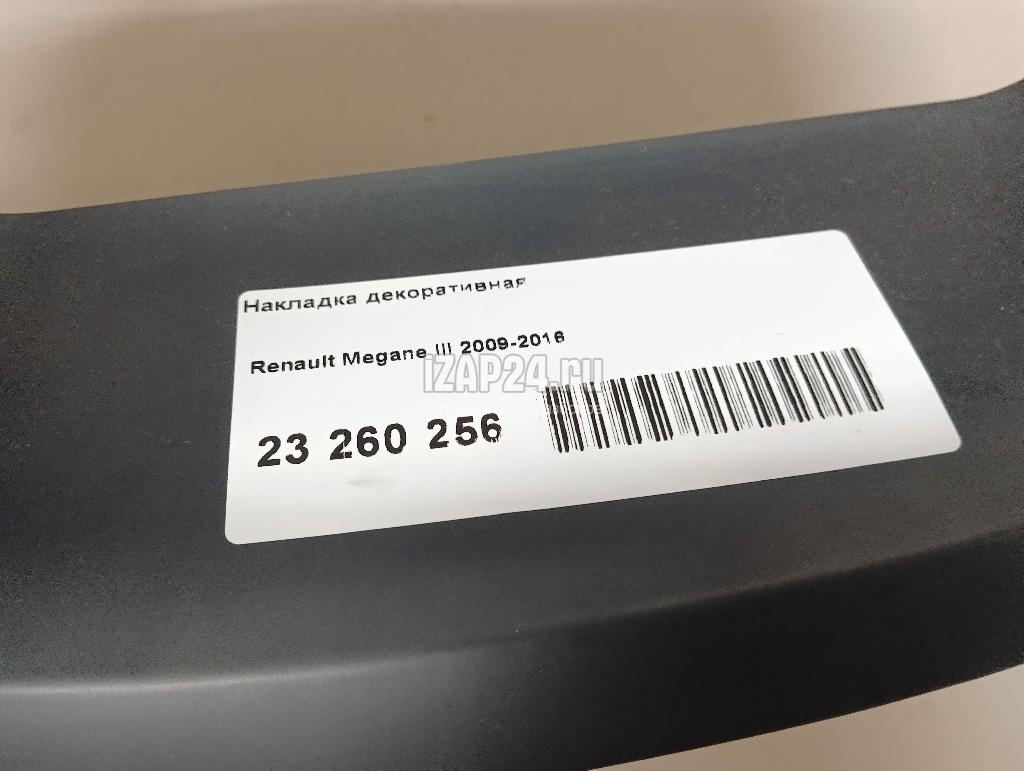 Накладка декоративная
Renault Megane III 2009-2016
iZAP24.ru
23 260 256